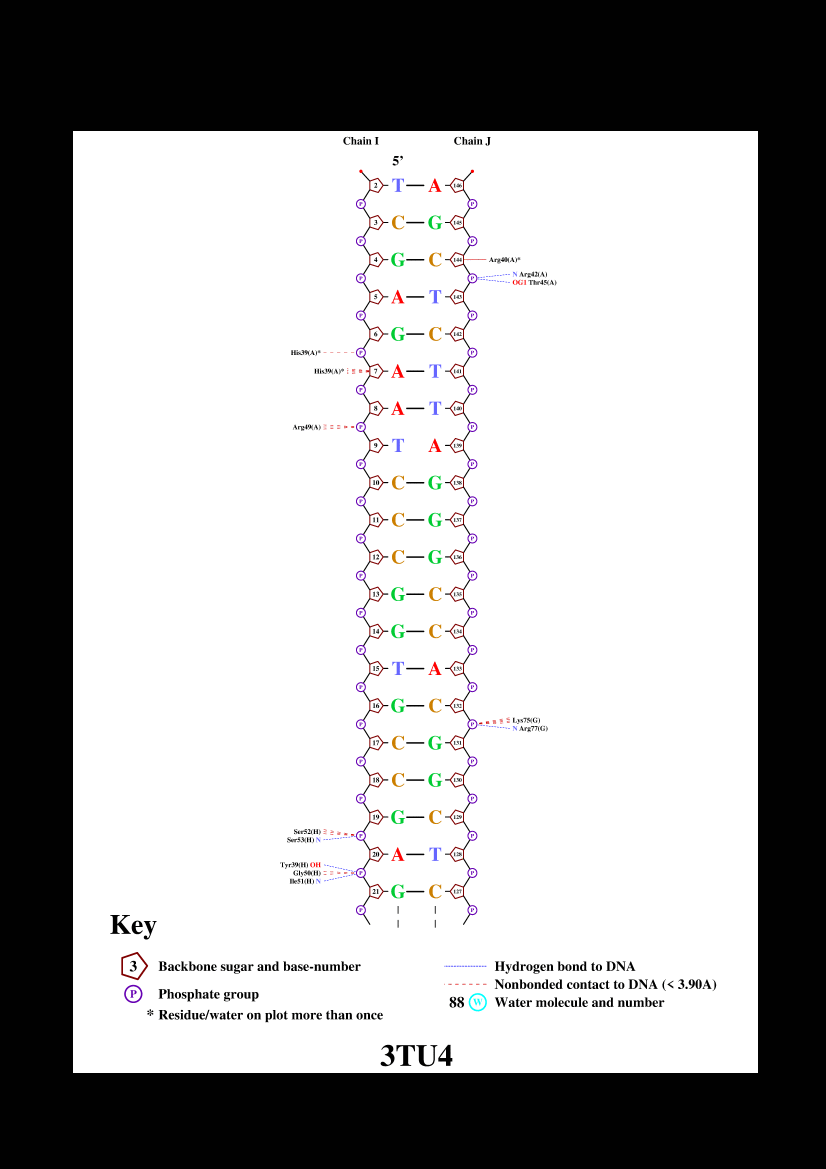 Chain I Chain J
5’
2 T A 146
P P
3 C G 145
P P
4 G C 144 Arg40(A)*
P P N Arg42(A)
OG1 Thr45(A)
5 A T 143
P P
6 G C 142
His39(A)* P P
His39(A)* 7 A T 141
P P
8 A T 140
Arg49(A) P P
9 T A 139
P P
10 C G 138
P P
11 C G 137
P P
12 C G 136
P P
13 G C 135
P P
14 G C 134
P P
15 T A 133
P P
16 G C 132
P P Lys75(G)
N Arg77(G)
17 C G 131
P P
18 C G 130
P P
19 G C 129
Ser52(H) P P
Ser53(H) N
20 A T 128
Tyr39(H) OH
Gly50(H) P P
Ile51(H) N
21 G C 127
P P
Key
3 Backbone sugar and base-number
P Phosphate group
* Residue/water on plot more than once
Hydrogen bond to DNA
Nonbonded contact to DNA (< 3.90A)
88 W Water molecule and number
3TU4